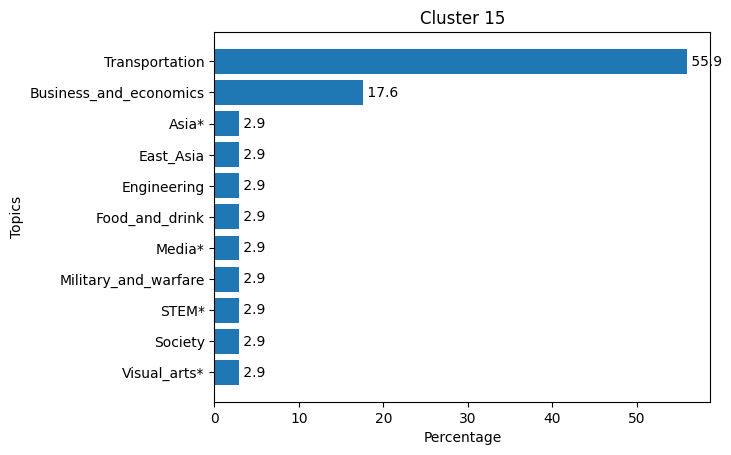 Cluster 15
Topics
Transportation 55.9
Business_and_economics 17.6
Asia* 2.9
East_Asia 2.9
Engineering 2.9
Food_and_drink 2.9
Media* 2.9
Military_and_warfare 2.9
STEM* 2.9
Society 2.9
Visual_arts* 2.9
0 10 20 30 40 50
Percentage